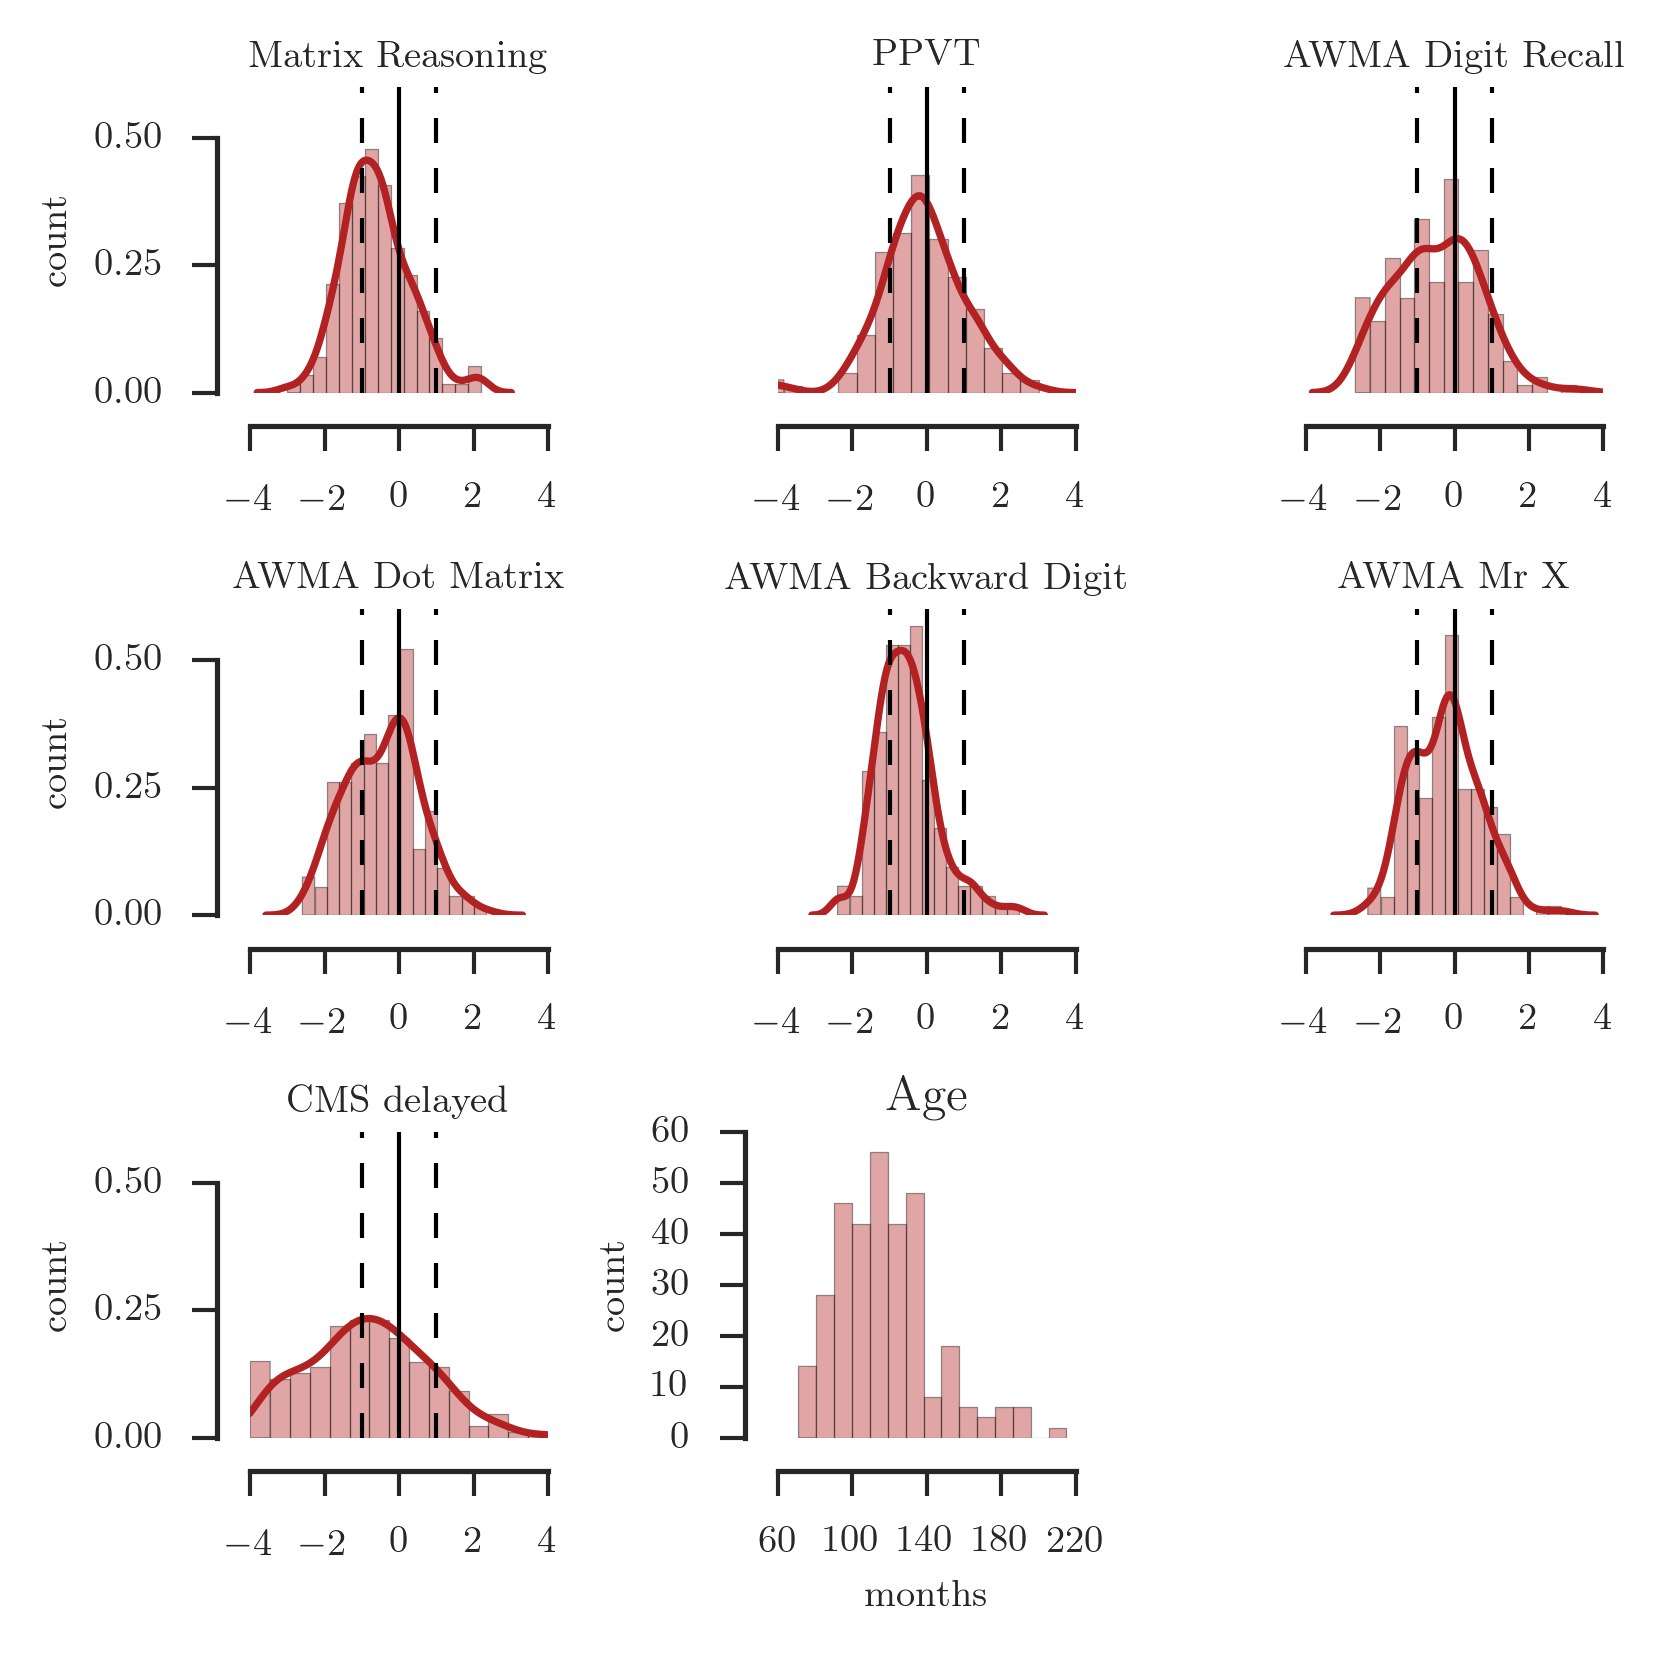 Matrix Reasoning
PPVT
AWMA Digit Recall
0.50
0.25
0.00
count
−4 −2 0 2 4
−4 −2 0 2 4
−4 −2 0 2 4
AWMA Dot Matrix
AWMA Backward Digit
AWMA Mr X
0.50
0.25
0.00
count
−4 −2 0 2 4
−4 −2 0 2 4
−4 −2 0 2 4
CMS delayed
0.50
0.25
0.00
count
−4 −2 0 2 4
Age
60
50
40
30
20
10
0
count
60 100 140 180 220
months